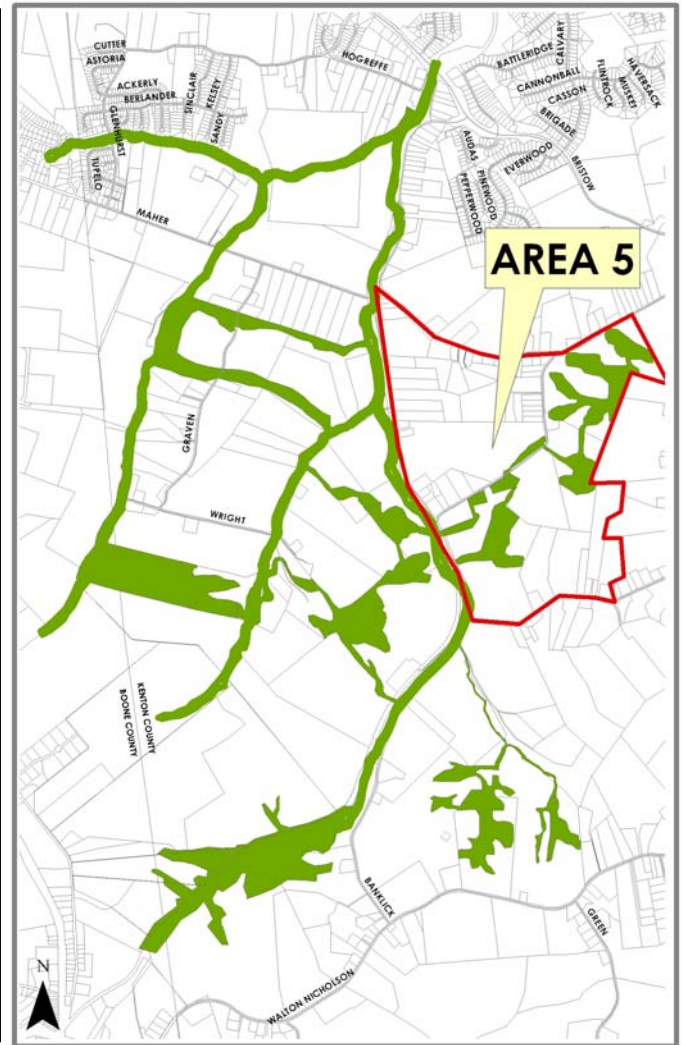 CUTTER
ASTORIA
ACKERLY
BERLANDER
GLENHURST
TUPELO
SINCLAIR
KELSEY
SANDY
HOGREFFE
BATTLERIDGE
CALVARY
CANNONBALL
CASSON
FLINTROCK
MUSKET
HAVERSACK
BRIGADE
EVERWOOD
BRISTOW
AUDAS
PINEWOOD
PEPPERWOOD
MAHER
AREA 5
GRAVEN
WRIGHT
KENTON COUNTY
BOONE COUNTY
BANKLICK
GREEN
WALTON NICHOLSON
N